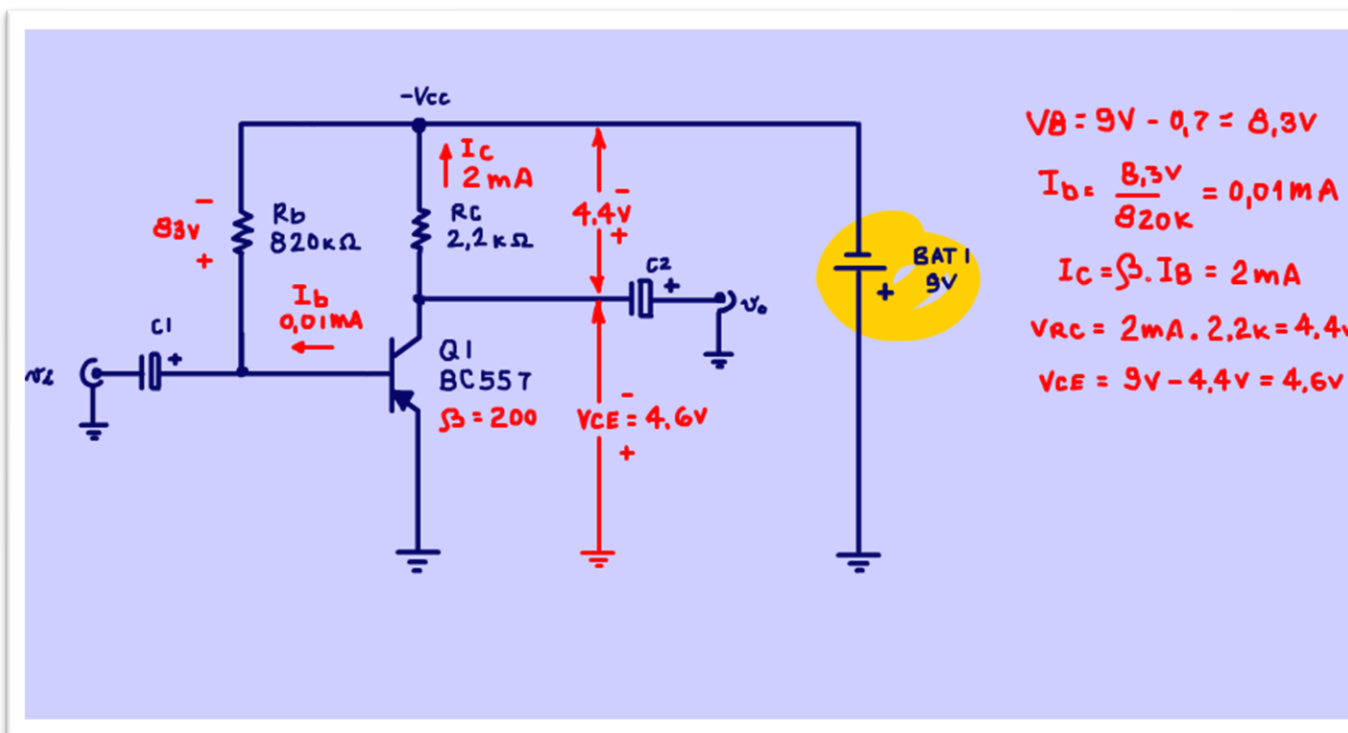 -Vcc
Ic
2 mA
83v
-
+
Rb
820kΩ
Rc
2,2kΩ
-
4.4v
+
Ib
0,01mA
C1
+
C2
+
vo
BAT1
9V
+
Q1
BC557
β = 200
-
VCE = 4.6v
+
VB = 9V - 0,7 = 8,3v
Ib = 8,3v / 820k = 0,01mA
Ic = β. IB = 2mA
VRC = 2mA. 2,2k = 4.4v
VCE = 9v - 4,4v = 4,6v